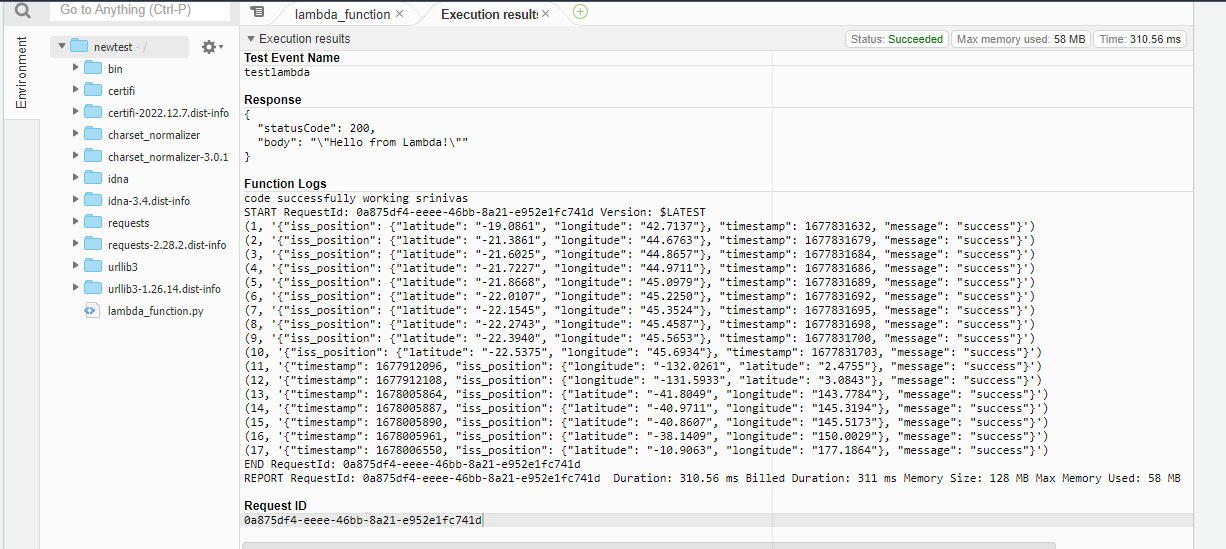 Go to Anything (Ctrl-P)
lambda_function ×
Execution results ×
Environment
newtest - /
bin
certifi
certifi-2022.12.7.dist-info
charset_normalizer
charset_normalizer-3.0.1
idna
idna-3.4.dist-info
requests
requests-2.28.2.dist-info
urllib3
urllib3-1.26.14.dist-info
lambda_function.py
Execution results
Status: Succeeded
Max memory used: 58 MB
Time: 310.56 ms
Test Event Name
testlambda
Response
{
  "statusCode": 200,
  "body": "\"Hello from Lambda!\""
}
Function Logs
code successfully working srinivas
START RequestId: 0a875df4-eeee-46bb-8a21-e952e1fc741d Version: $LATEST
(1, '{"iss_position": {"latitude": "-19.0861", "longitude": "42.7137"}, "timestamp": 1677831632, "message": "success"}')
(2, '{"iss_position": {"latitude": "-21.3861", "longitude": "44.6763"}, "timestamp": 1677831679, "message": "success"}')
(3, '{"iss_position": {"latitude": "-21.6025", "longitude": "44.8657"}, "timestamp": 1677831684, "message": "success"}')
(4, '{"iss_position": {"latitude": "-21.7227", "longitude": "44.9711"}, "timestamp": 1677831686, "message": "success"}')
(5, '{"iss_position": {"latitude": "-21.8668", "longitude": "45.0979"}, "timestamp": 1677831689, "message": "success"}')
(6, '{"iss_position": {"latitude": "-22.0107", "longitude": "45.2250"}, "timestamp": 1677831692, "message": "success"}')
(7, '{"iss_position": {"latitude": "-22.1545", "longitude": "45.3524"}, "timestamp": 1677831695, "message": "success"}')
(8, '{"iss_position": {"latitude": "-22.2743", "longitude": "45.4587"}, "timestamp": 1677831698, "message": "success"}')
(9, '{"iss_position": {"latitude": "-22.3940", "longitude": "45.5653"}, "timestamp": 1677831700, "message": "success"}')
(10, '{"iss_position": {"latitude": "-22.5375", "longitude": "45.6934"}, "timestamp": 1677831703, "message": "success"}')
(11, '{"timestamp": 1677912096, "iss_position": {"longitude": "-132.0261", "latitude": "2.4755"}, "message": "success"}')
(12, '{"timestamp": 1677912108, "iss_position": {"longitude": "-131.5933", "latitude": "3.0843"}, "message": "success"}')
(13, '{"timestamp": 1678005864, "iss_position": {"latitude": "-41.8049", "longitude": "143.7784"}, "message": "success"}')
(14, '{"timestamp": 1678005887, "iss_position": {"latitude": "-40.9711", "longitude": "145.3194"}, "message": "success"}')
(15, '{"timestamp": 1678005890, "iss_position": {"latitude": "-40.8607", "longitude": "145.5173"}, "message": "success"}')
(16, '{"timestamp": 1678005961, "iss_position": {"latitude": "-38.1409", "longitude": "150.0029"}, "message": "success"}')
(17, '{"timestamp": 1678006550, "iss_position": {"latitude": "-10.9063", "longitude": "177.1864"}, "message": "success"}')
END RequestId: 0a875df4-eeee-46bb-8a21-e952e1fc741d
REPORT RequestId: 0a875df4-eeee-46bb-8a21-e952e1fc741d  Duration: 310.56 ms Billed Duration: 311 ms Memory Size: 128 MB Max Memory Used: 58 MB
Request ID
0a875df4-eeee-46bb-8a21-e952e1fc741d